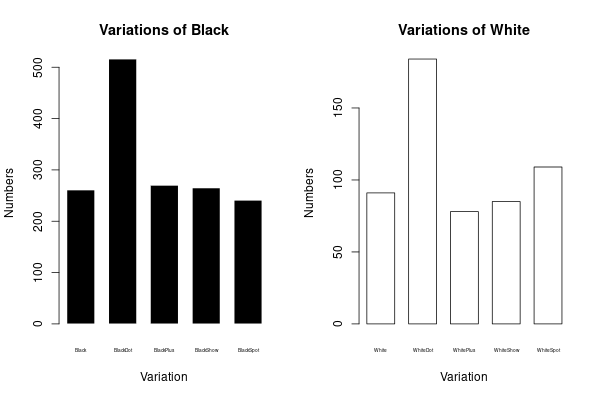 Variations of Black
Numbers
500
400
300
200
100
0
Black BlackDot BlackPlus BlackShow BlackSpot
Variation
Variations of White
Numbers
150
100
50
0
White WhiteDot WhitePlus WhiteShow WhiteSpot
Variation